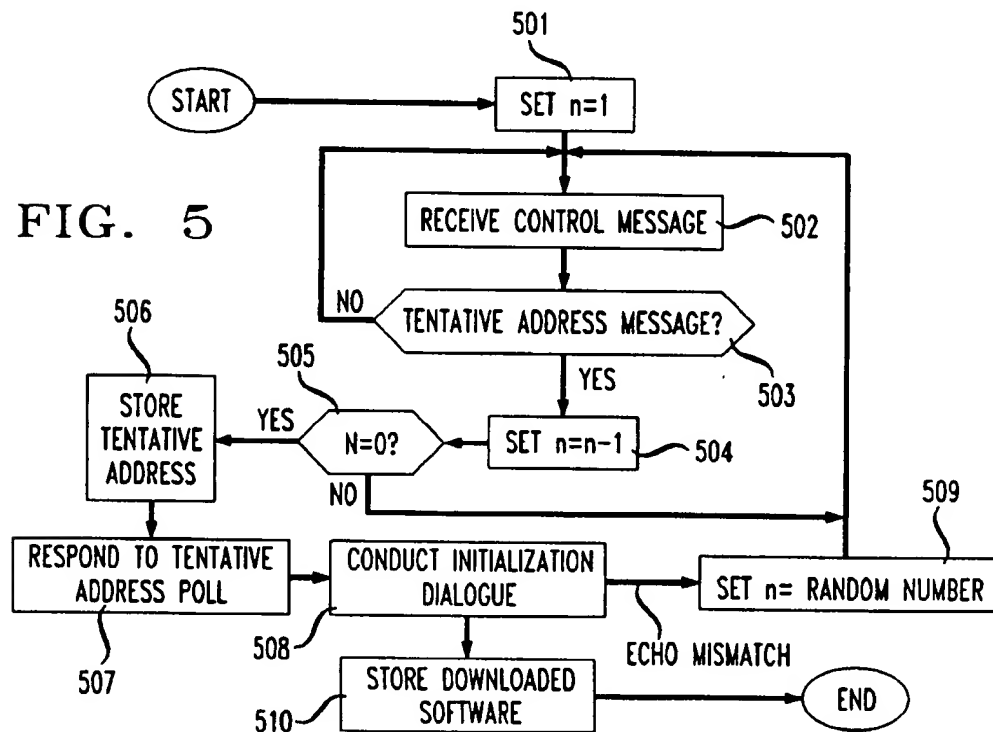 501
START
SET n=1
FIG. 5
RECEIVE CONTROL MESSAGE
502
NO
TENTATIVE ADDRESS MESSAGE?
503
506
505
YES
STORE
TENTATIVE
ADDRESS
YES
N=0?
SET n=n-1
504
NO
509
RESPOND TO TENTATIVE
ADDRESS POLL
CONDUCT INITIALIZATION
DIALOGUE
SET n= RANDOM NUMBER
507
508
ECHO MISMATCH
STORE DOWNLOADED
SOFTWARE
510
END